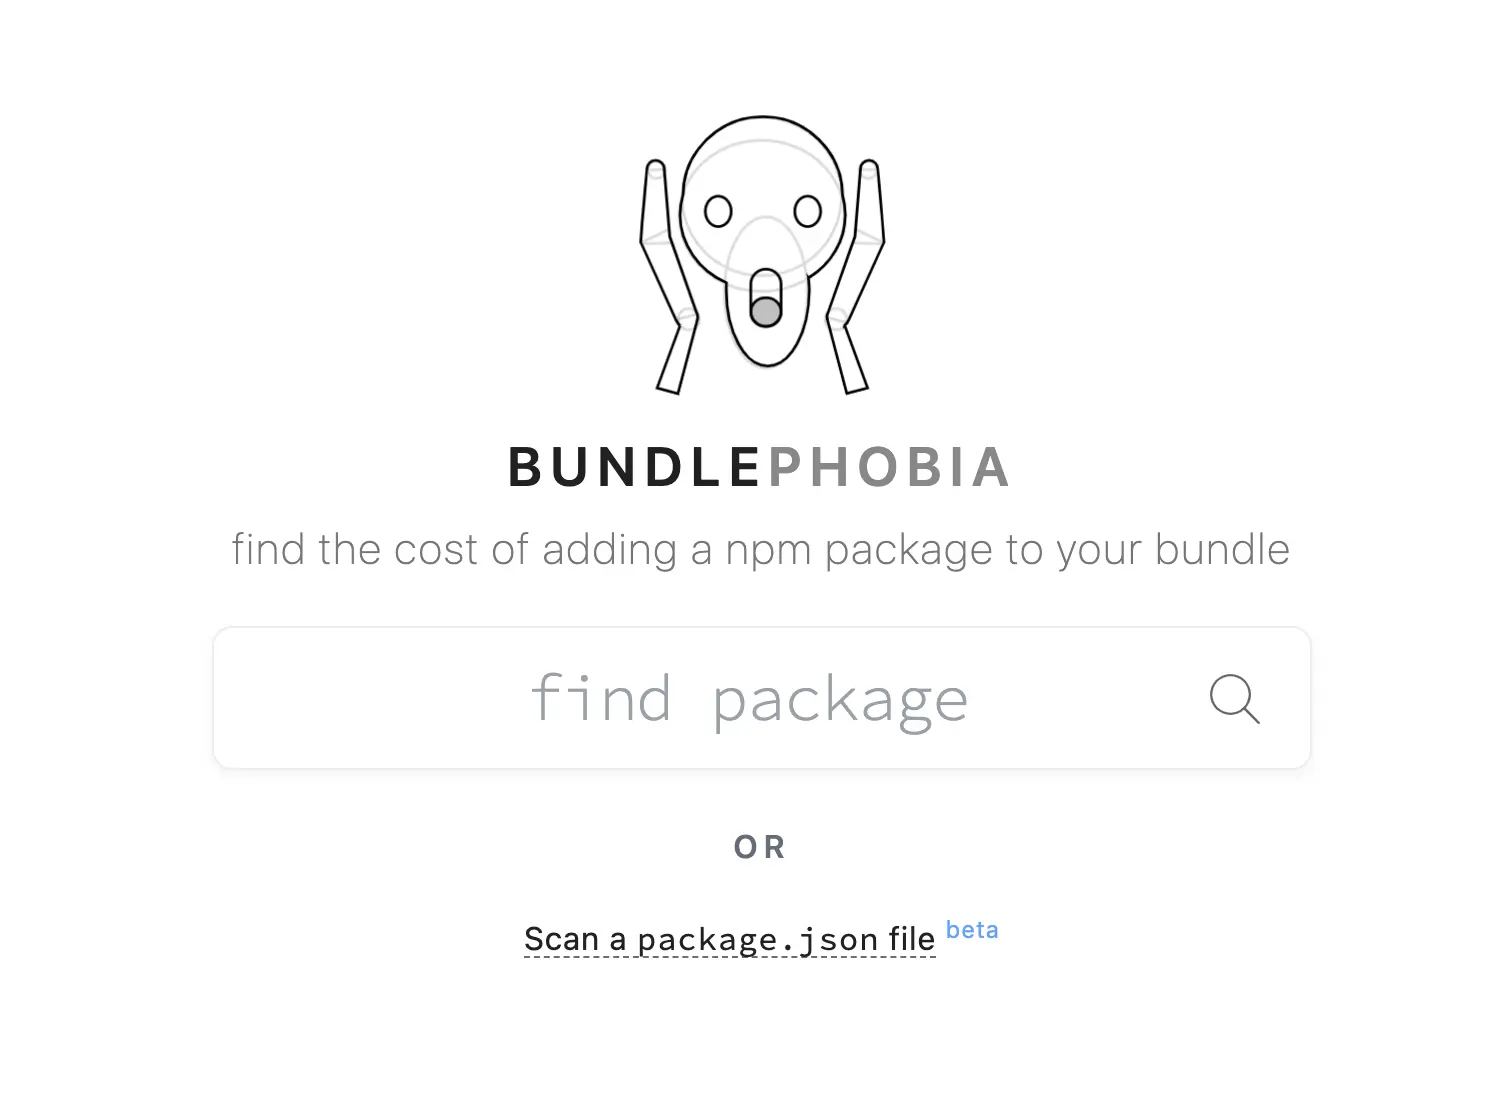 BUNDLEPHOBIA
find the cost of adding a npm package to your bundle
find package
OR
Scan a package.json file beta